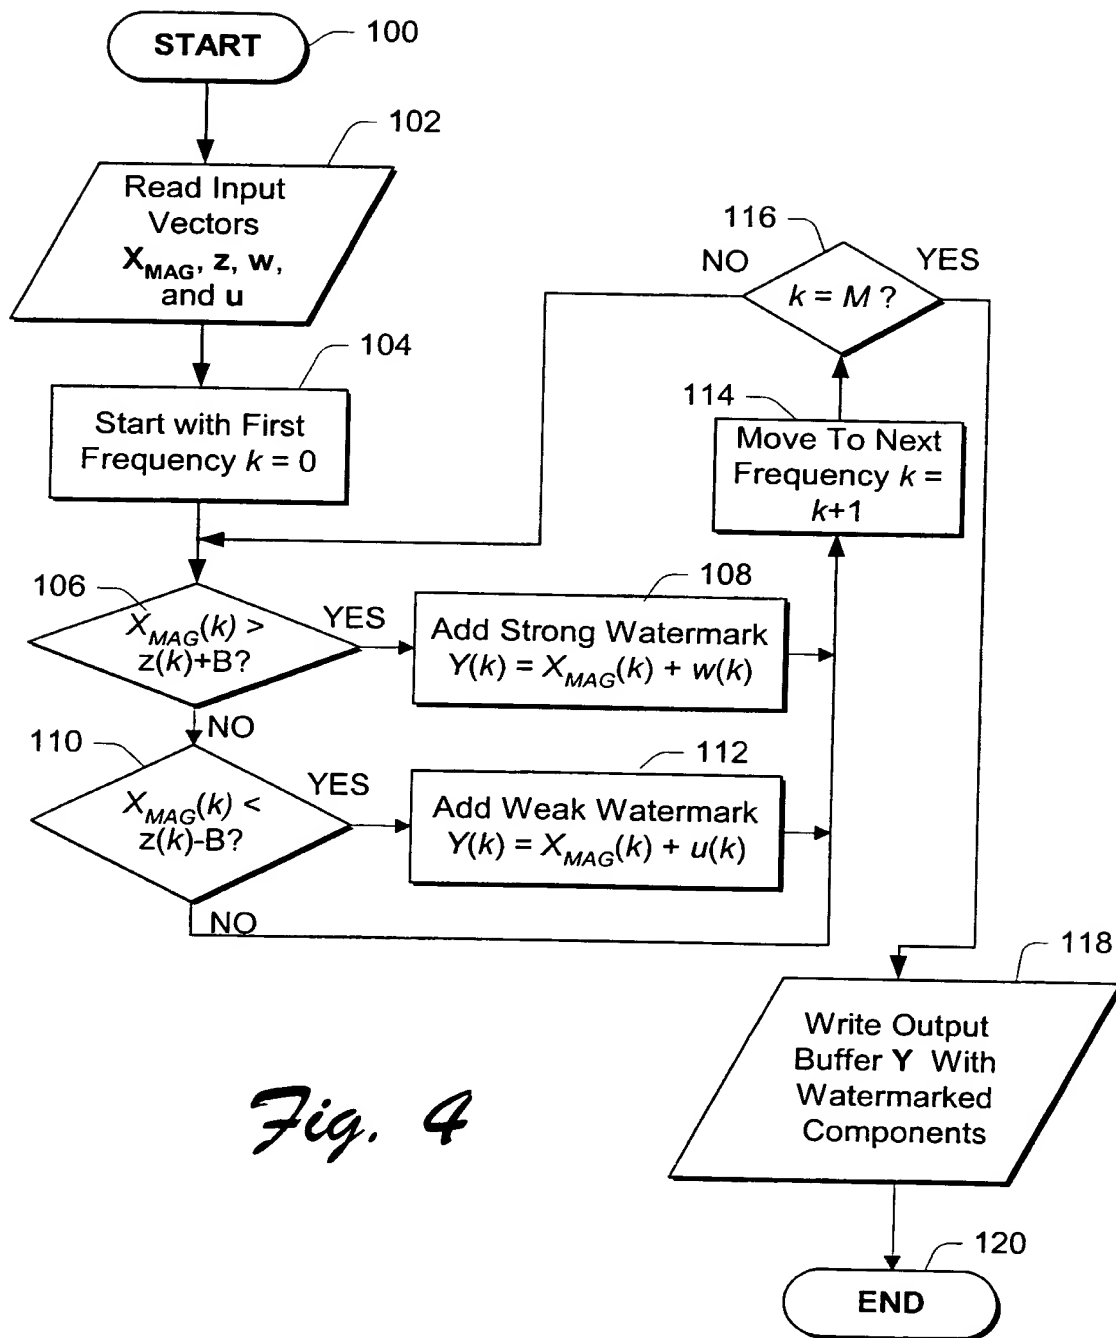 START
100
102
Read Input
Vectors
X_MAG, z, w,
and u
104
Start with First
Frequency k = 0
106
X_MAG(k) >
z(k)+B?
YES
NO
108
Add Strong Watermark
Y(k) = X_MAG(k) + w(k)
110
X_MAG(k) <
z(k)-B?
YES
NO
112
Add Weak Watermark
Y(k) = X_MAG(k) + u(k)
114
Move To Next
Frequency k =
k+1
116
NO
YES
k = M ?
118
Write Output
Buffer Y With
Watermarked
Components
120
END
Fig. 4